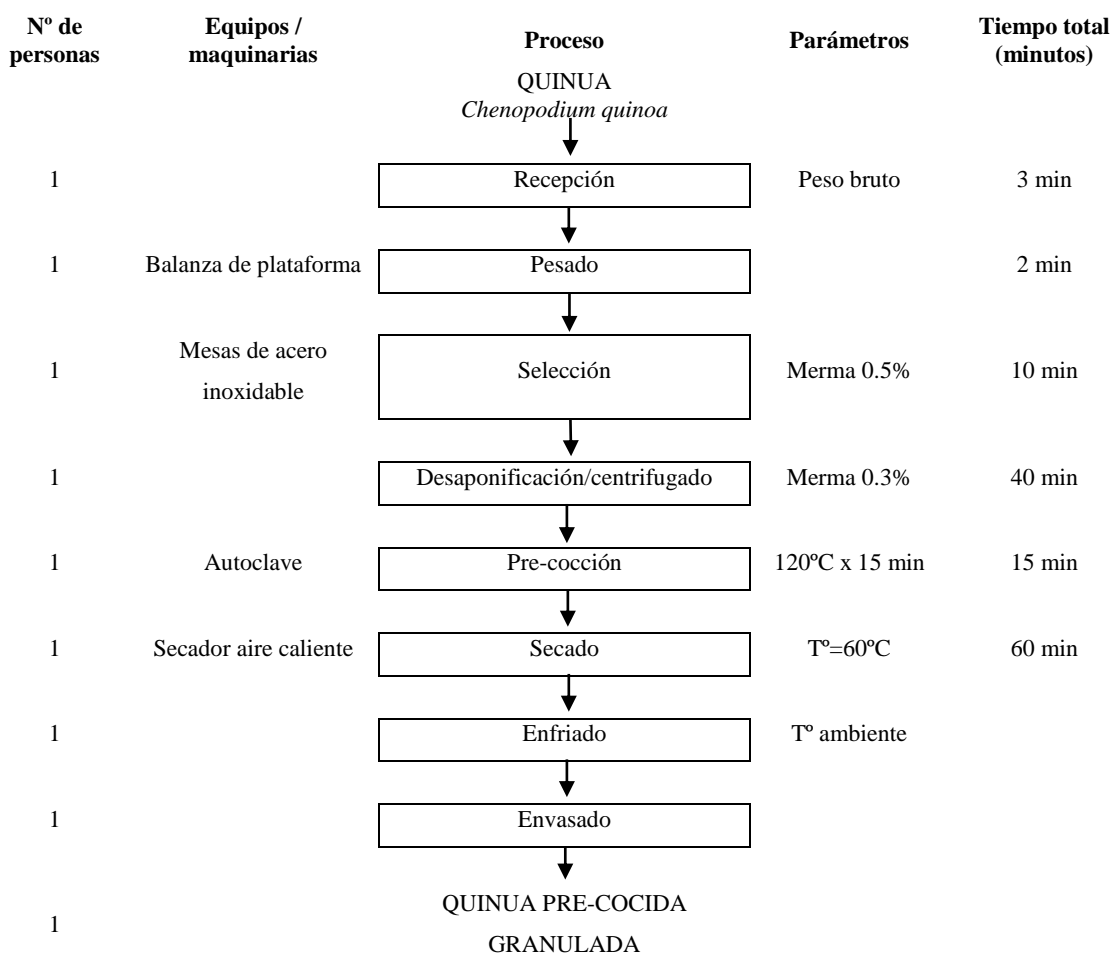 Nº de personas Equipos / maquinarias Proceso Parámetros Tiempo total (minutos)
QUINUA
Chenopodium quinoa
1 Recepción Peso bruto 3 min
1 Balanza de plataforma Pesado 2 min
1 Mesas de acero inoxidable Selección Merma 0.5% 10 min
1 Desaponificación/centrifugado Merma 0.3% 40 min
1 Autoclave Pre-cocción 120ºC x 15 min 15 min
1 Secador aire caliente Secado Tº=60ºC 60 min
1 Enfriado Tº ambiente
1 Envasado
1 QUINUA PRE-COCIDA
GRANULADA